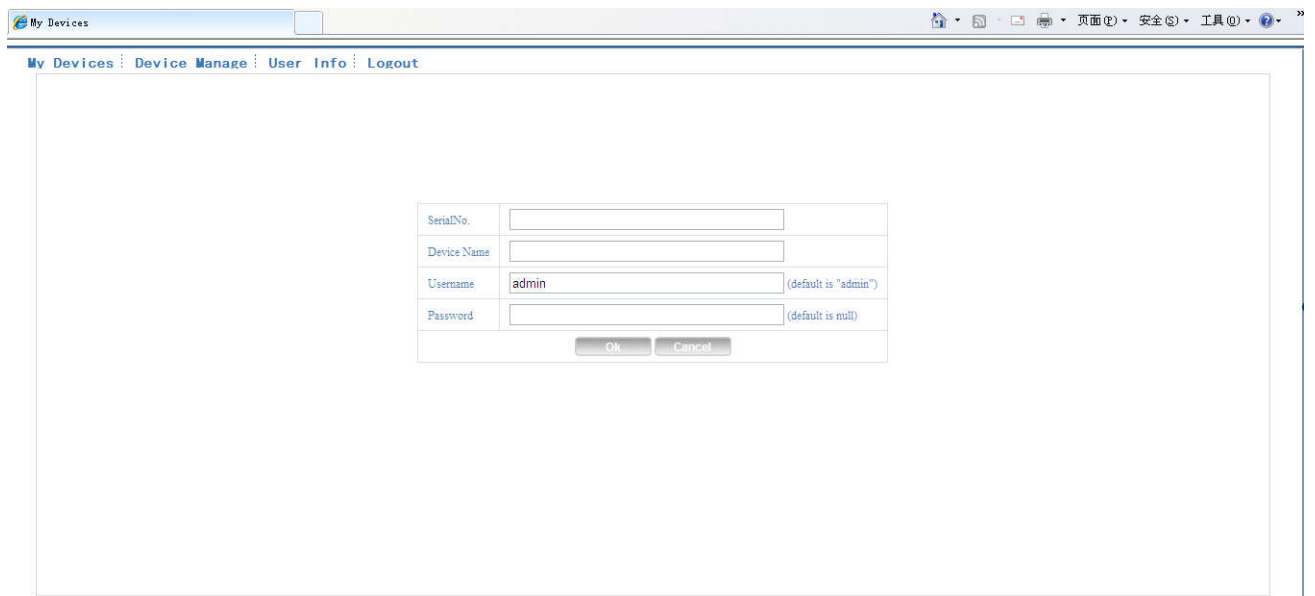 My Devices
页面(P) 安全(S) 工具(O) »
My Devices Device Manage User Info Logout
SerialNo.
Device Name
Username admin (default is "admin")
Password (default is null)
Ok Cancel